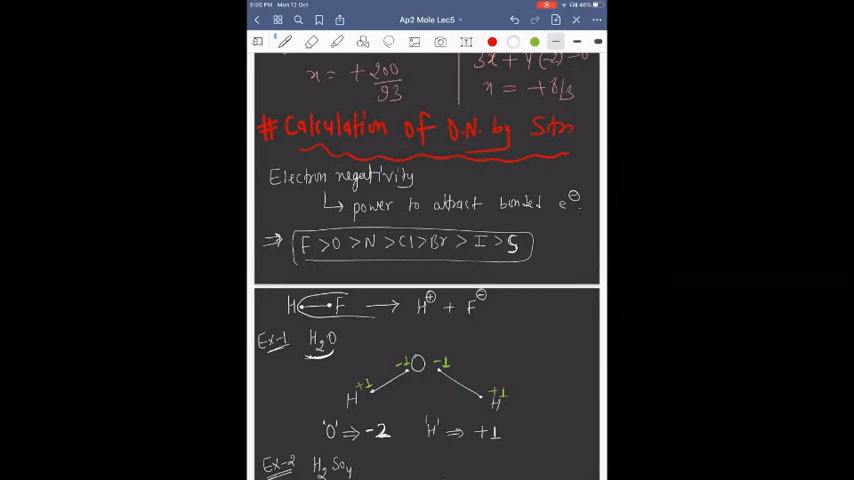 5:00 PM Mon 12 Oct
46%
Ap2 Mole Lec5
x = + 200/93
3x + 4(-2) = 0
x = +8/3
# Calculation of O.N. by Str
Electron negativity
↳ power to attract bonded e⊖.
⇒ F > O > N > Cl > Br > I > S
H — F → H⊕ + F⊖
Ex-1 H₂O
-1 O -1
+1 +1
H H
'O' ⇒ -2 'H' ⇒ +1
Ex-2 H₂SO₄